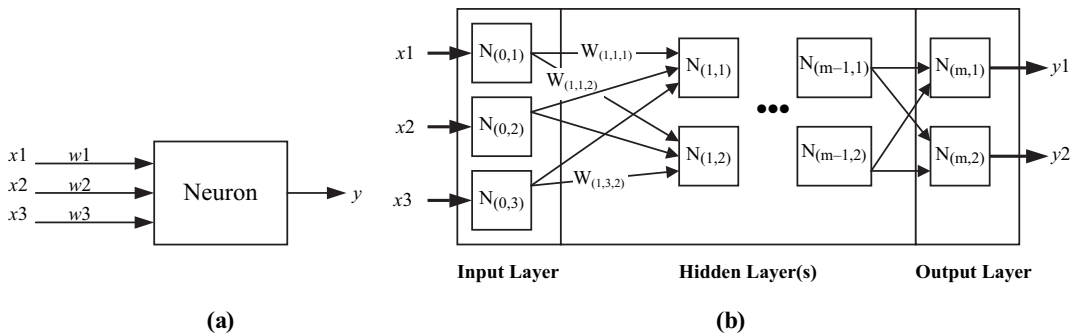 x1 w1
x2 w2
x3 w3
Neuron
y
(a)
x1
x2
x3
N(0,1)
N(0,2)
N(0,3)
W(1,1,1)
W(1,1,2)
W(1,3,2)
N(1,1)
N(1,2)
•••
N(m−1,1)
N(m−1,2)
N(m,1)
N(m,2)
y1
y2
Input Layer
Hidden Layer(s)
Output Layer
(b)